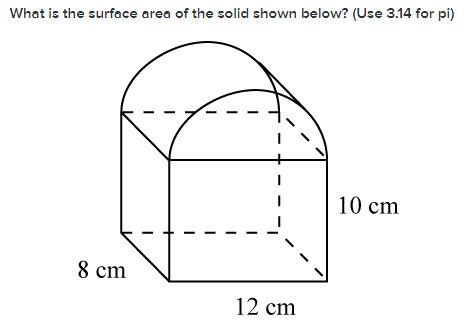 What is the surface area of the solid shown below? (Use 3.14 for pi)
10 cm
8 cm
12 cm